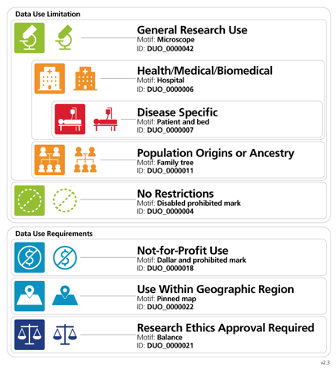 Data Use Limitation
General Research Use
Motif: Microscope
ID: DUO_0000042
Health/Medical/Biomedical
Motif: Hospital
ID: DUO_0000006
Disease Specific
Motif: Patient and bed
ID: DUO_0000007
Population Origins or Ancestry
Motif: Family tree
ID: DUO_0000011
No Restrictions
Motif: Disabled prohibited mark
ID: DUO_0000004
Data Use Requirements
Not-for-Profit Use
Motif: Dallar and prohibited mark
ID: DUO_0000018
Use Within Geographic Region
Motif: Pinned map
ID: DUO_0000022
Research Ethics Approval Required
Motif: Balance
ID: DUO_0000021
v2.3